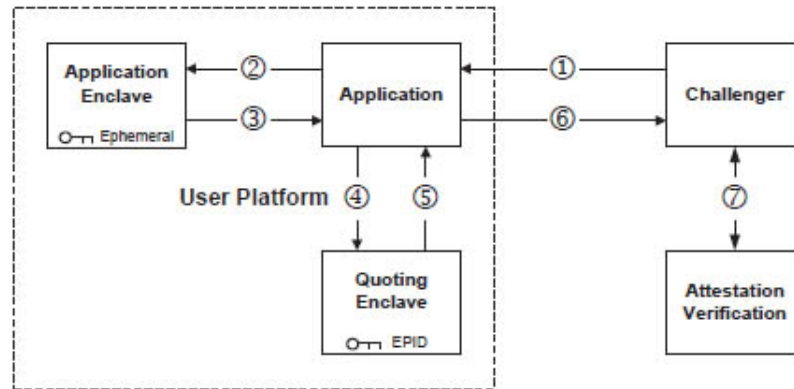 Application
Enclave
Ephemeral
②
③
Application
①
⑥
Challenger
User Platform
④
⑤
⑦
Quoting
Enclave
EPID
Attestation
Verification